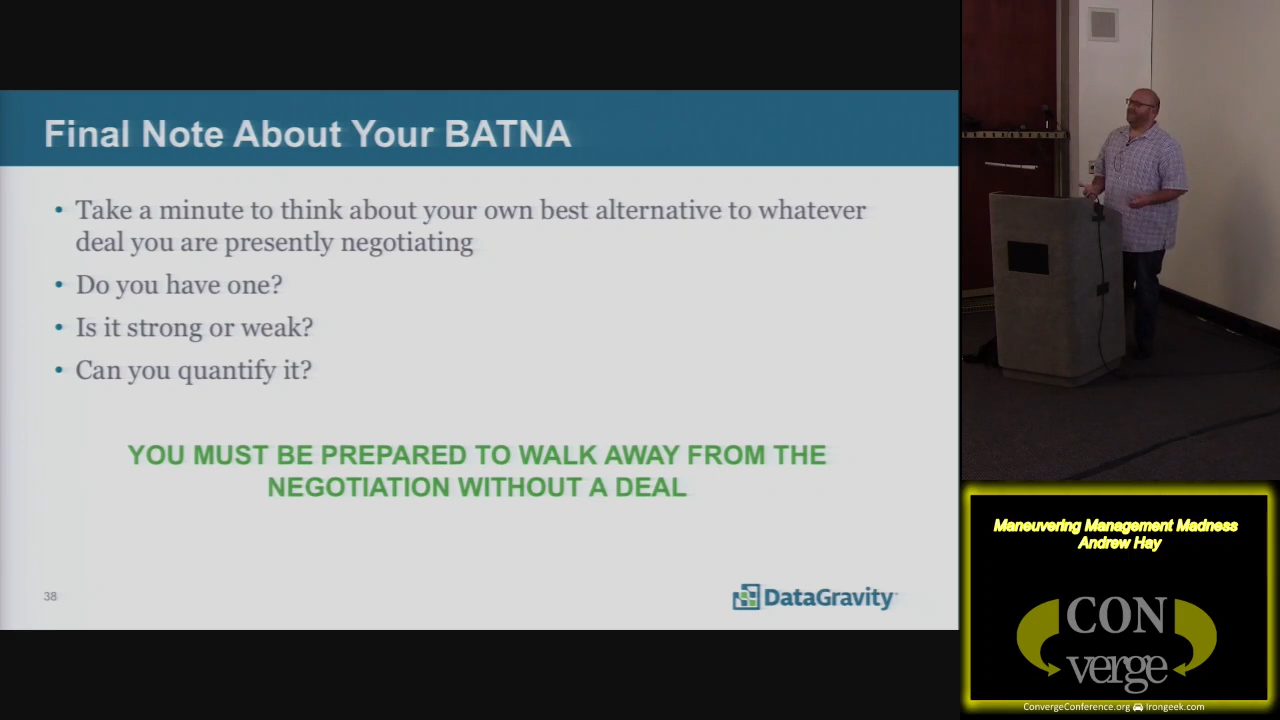 Final Note About Your BATNA
• Take a minute to think about your own best alternative to whatever
deal you are presently negotiating
• Do you have one?
• Is it strong or weak?
• Can you quantify it?
YOU MUST BE PREPARED TO WALK AWAY FROM THE
NEGOTIATION WITHOUT A DEAL
38
DataGravity
Maneuvering Management Madness
Andrew Hay
CON
verge
ConvergeConference.org Irongeek.com